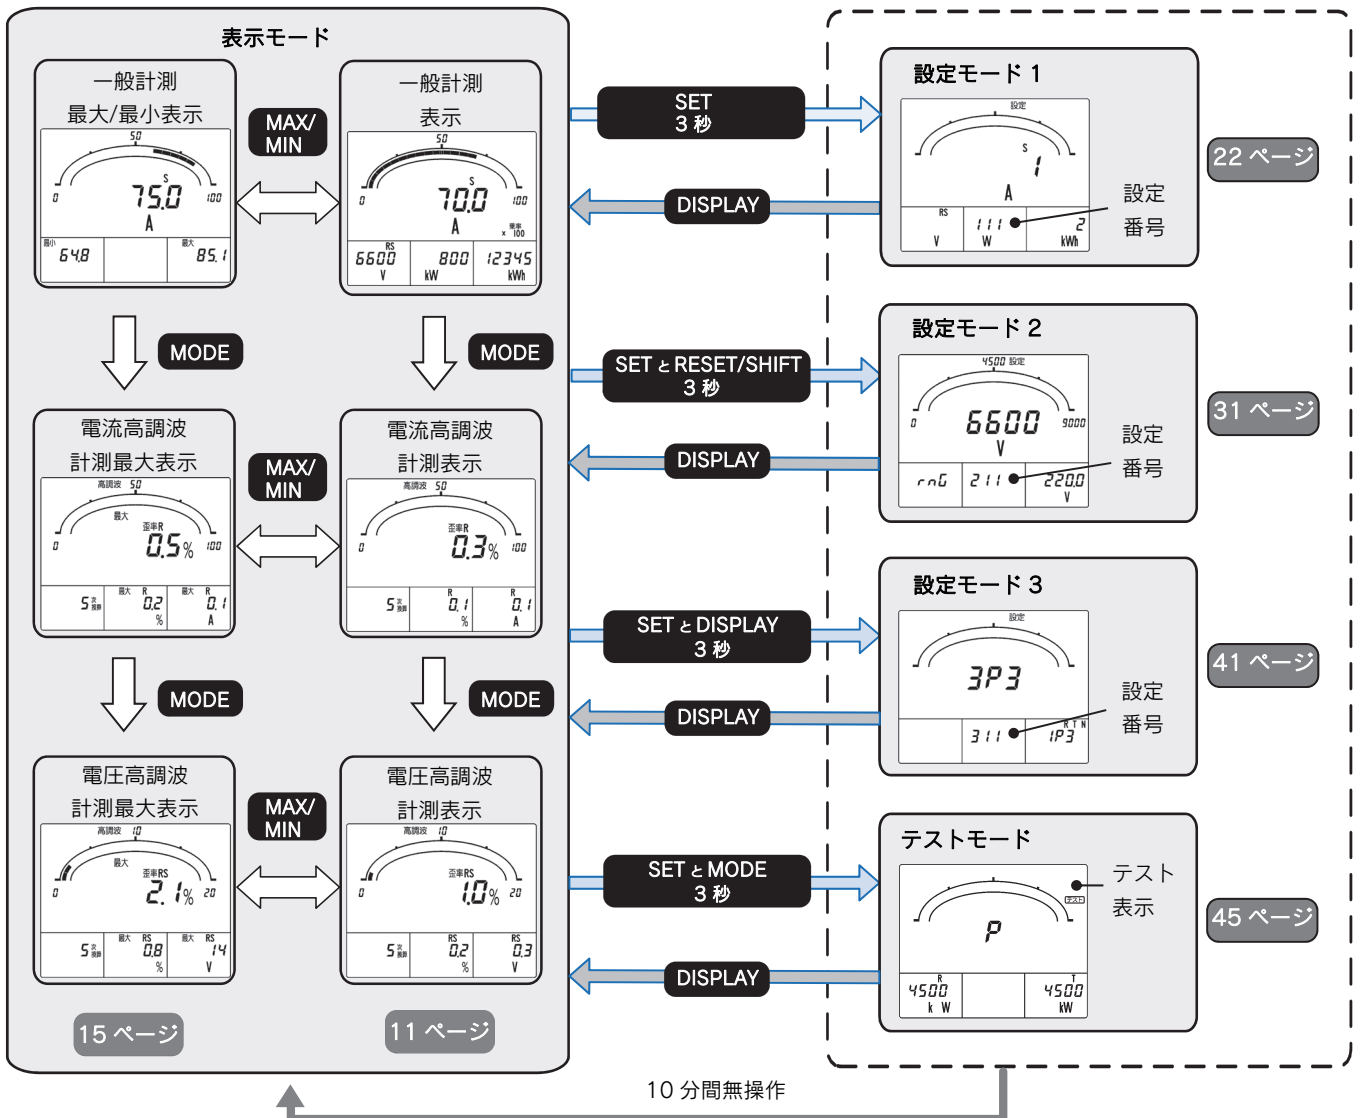 表示モード
一般計測
最大/最小表示
50
0
100
S
75.0
A
最小
64.8
最大
85.1
MAX/
MIN
一般計測
表示
50
0
100
S
70.0
A
乗率
x 100
RS
6600
V
800
kW
12345
kWh
MODE
MODE
電流高調波
計測最大表示
高調波 50
最大
歪率R
0.5%
0
100
5 次
換算
最大 R
0.2
%
最大 R
0.1
A
MAX/
MIN
電流高調波
計測表示
高調波 50
歪率R
0.3%
0
100
5 次
換算
R
0.1
%
R
0.1
A
MODE
MODE
電圧高調波
計測最大表示
高調波 10
最大
歪率RS
2.1%
0
20
5 次
換算
最大 RS
0.8
%
最大 RS
14
V
MAX/
MIN
電圧高調波
計測表示
高調波 10
歪率RS
1.0%
0
20
5 次
換算
RS
0.2
%
RS
0.3
V
15 ページ
11 ページ
SET
3 秒
DISPLAY
設定モード 1
設定
S
1
A
RS
V
111
W
2
kWh
設定
番号
22 ページ
SET と RESET/SHIFT
3 秒
DISPLAY
設定モード 2
4500 設定
0
9000
6600
V
rnG
211
220.0
V
設定
番号
31 ページ
SET と DISPLAY
3 秒
DISPLAY
設定モード 3
設定
3P3
311
R T N
1P3
設定
番号
41 ページ
SET と MODE
3 秒
DISPLAY
テストモード
テスト
P
R
4500
k W
T
4500
kW
テスト
表示
45 ページ
10 分間無操作